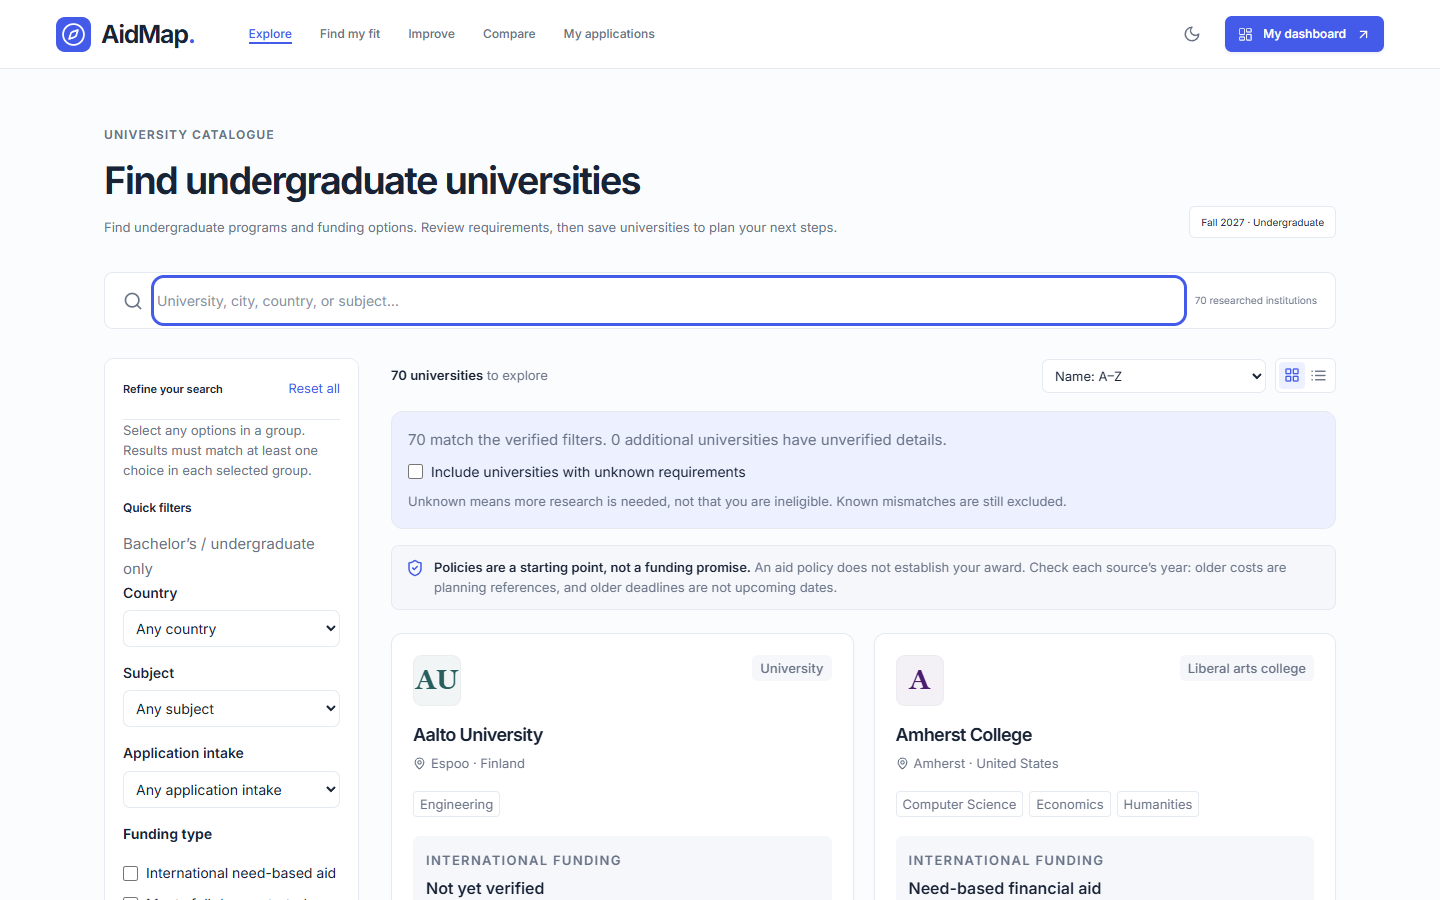 AidMap.
Explore
Find my fit
Improve
Compare
My applications
My dashboard
UNIVERSITY CATALOGUE
Find undergraduate universities
Find undergraduate programs and funding options. Review requirements, then save universities to plan your next steps.
Fall 2027 · Undergraduate
University, city, country, or subject...
70 researched institutions
Refine your search
Reset all
Select any options in a group.
Results must match at least one
choice in each selected group.
Quick filters
Bachelor’s / undergraduate
only
Country
Any country
Subject
Any subject
Application intake
Any application intake
Funding type
International need-based aid
70 universities to explore
Name: A–Z
70 match the verified filters. 0 additional universities have unverified details.
Include universities with unknown requirements
Unknown means more research is needed, not that you are ineligible. Known mismatches are still excluded.
Policies are a starting point, not a funding promise. An aid policy does not establish your award. Check each source’s year: older costs are
planning references, and older deadlines are not upcoming dates.
AU
University
Aalto University
Espoo · Finland
Engineering
INTERNATIONAL FUNDING
Not yet verified
A
Liberal arts college
Amherst College
Amherst · United States
Computer Science
Economics
Humanities
INTERNATIONAL FUNDING
Need-based financial aid